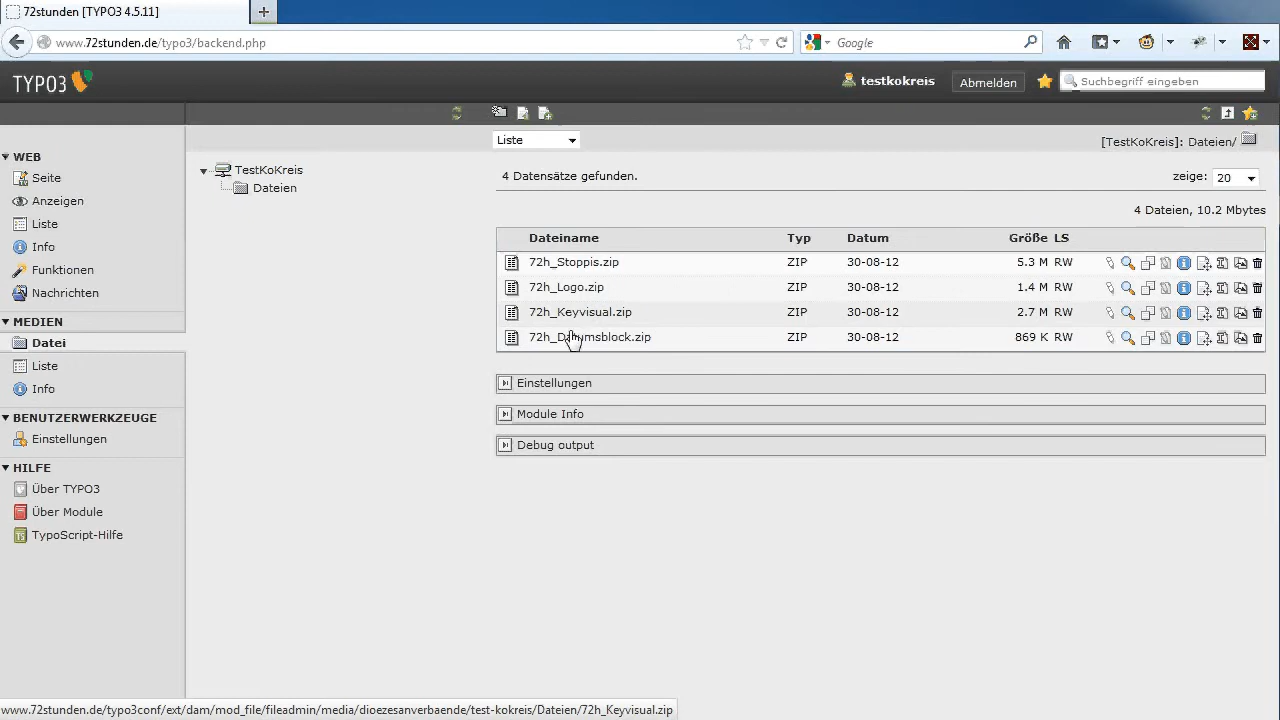 72stunden [TYPO3 4.5.11]
www.72stunden.de/typo3/backend.php
Google
TYPO3
testkokreis
Abmelden
Suchbegriff eingeben
Liste
[TestKoKreis]: Dateien/
WEB
Seite
Anzeigen
Liste
Info
Funktionen
Nachrichten
MEDIEN
Datei
Liste
Info
BENUTZERWERKZEUGE
Einstellungen
HILFE
Über TYPO3
Über Module
TypoScript-Hilfe
TestKoKreis
Dateien
4 Datensätze gefunden.
zeige: 20
4 Dateien, 10.2 Mbytes
Dateiname Typ Datum Größe LS
72h_Stoppis.zip ZIP 30-08-12 5.3 M RW
72h_Logo.zip ZIP 30-08-12 1.4 M RW
72h_Keyvisual.zip ZIP 30-08-12 2.7 M RW
72h_Datumsblock.zip ZIP 30-08-12 869 K RW
Einstellungen
Module Info
Debug output
www.72stunden.de/typo3conf/ext/dam/mod_file/fileadmin/media/dioezesanverbaende/test-kokreis/Dateien/72h_Keyvisual.zip